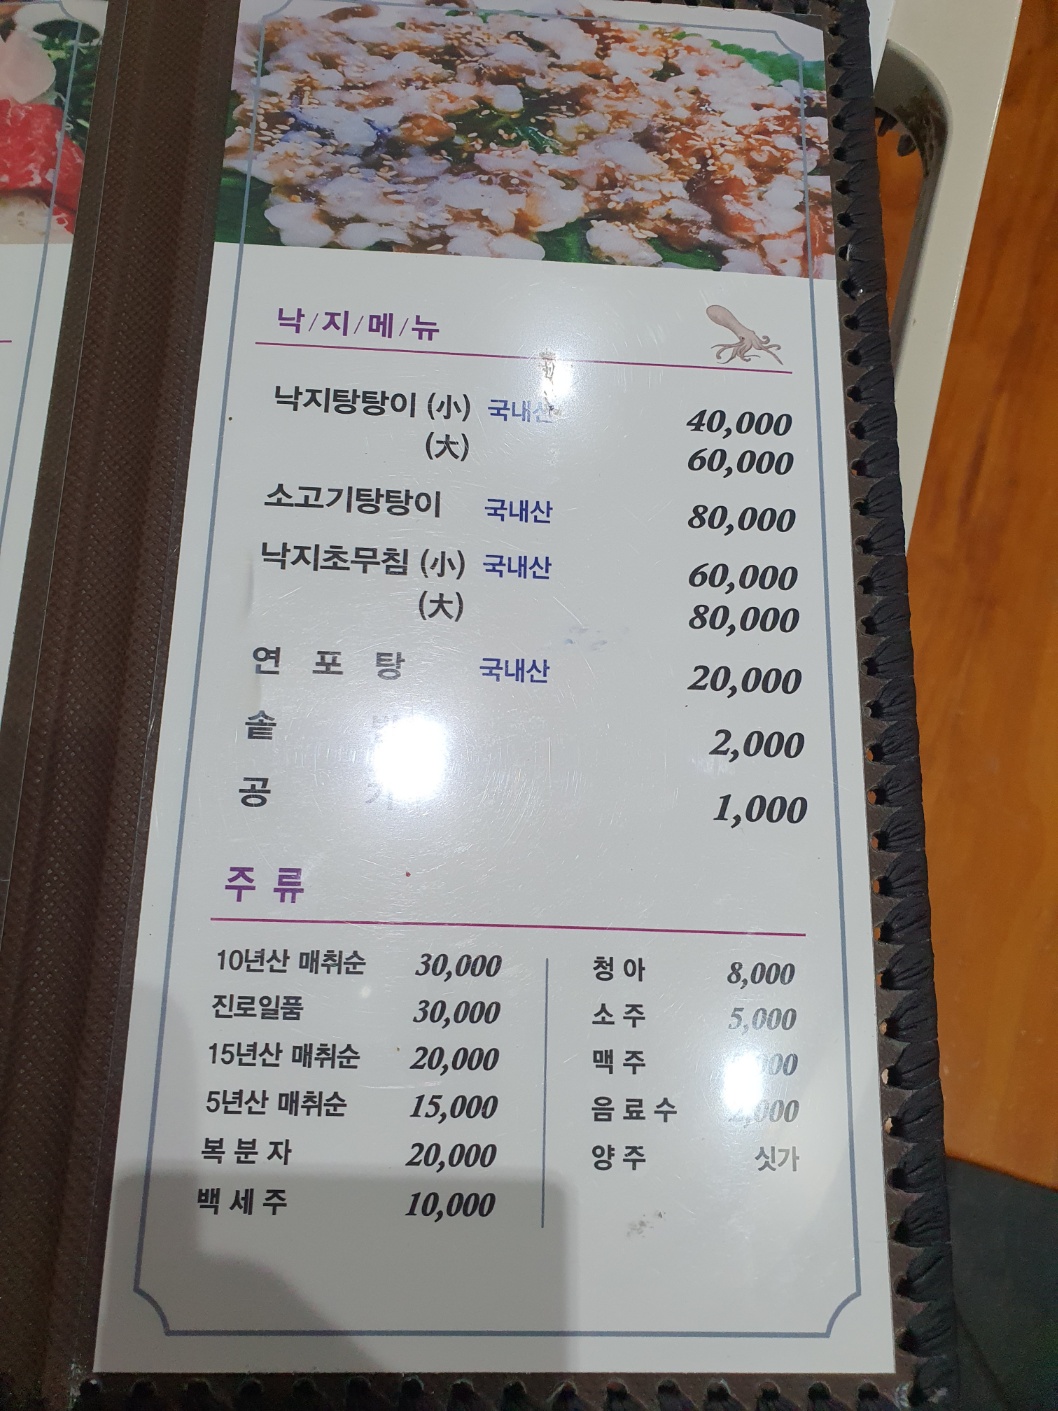 낙/지/메/뉴
낙지탕탕이 (小) 국내산 40,000
(大) 60,000
소고기탕탕이 국내산 80,000
낙지초무침 (小) 국내산 60,000
(大) 80,000
연 포 탕 국내산 20,000
솥 2,000
공 기 1,000
주 류
10년산 매취순 30,000
진로일품 30,000
15년산 매취순 20,000
5년산 매취순 15,000
복 분 자 20,000
백 세 주 10,000
청 아 8,000
소 주 5,000
맥 주
음 료 수
양 주 싯가